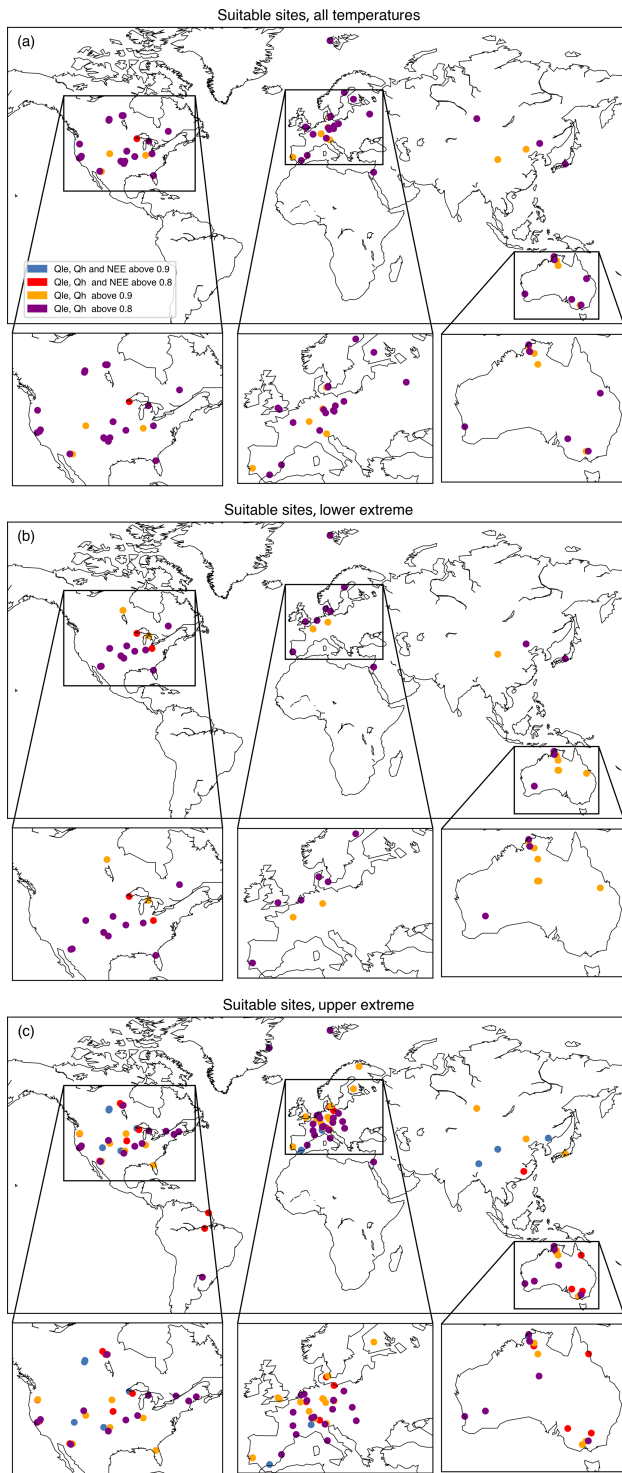 Suitable sites, all temperatures
(a)
Qle, Qh and NEE above 0.9
Qle, Qh  and NEE above 0.8
Qle, Qh  above 0.9
Qle, Qh  above 0.8
Suitable sites, lower extreme
(b)
Suitable sites, upper extreme
(c)